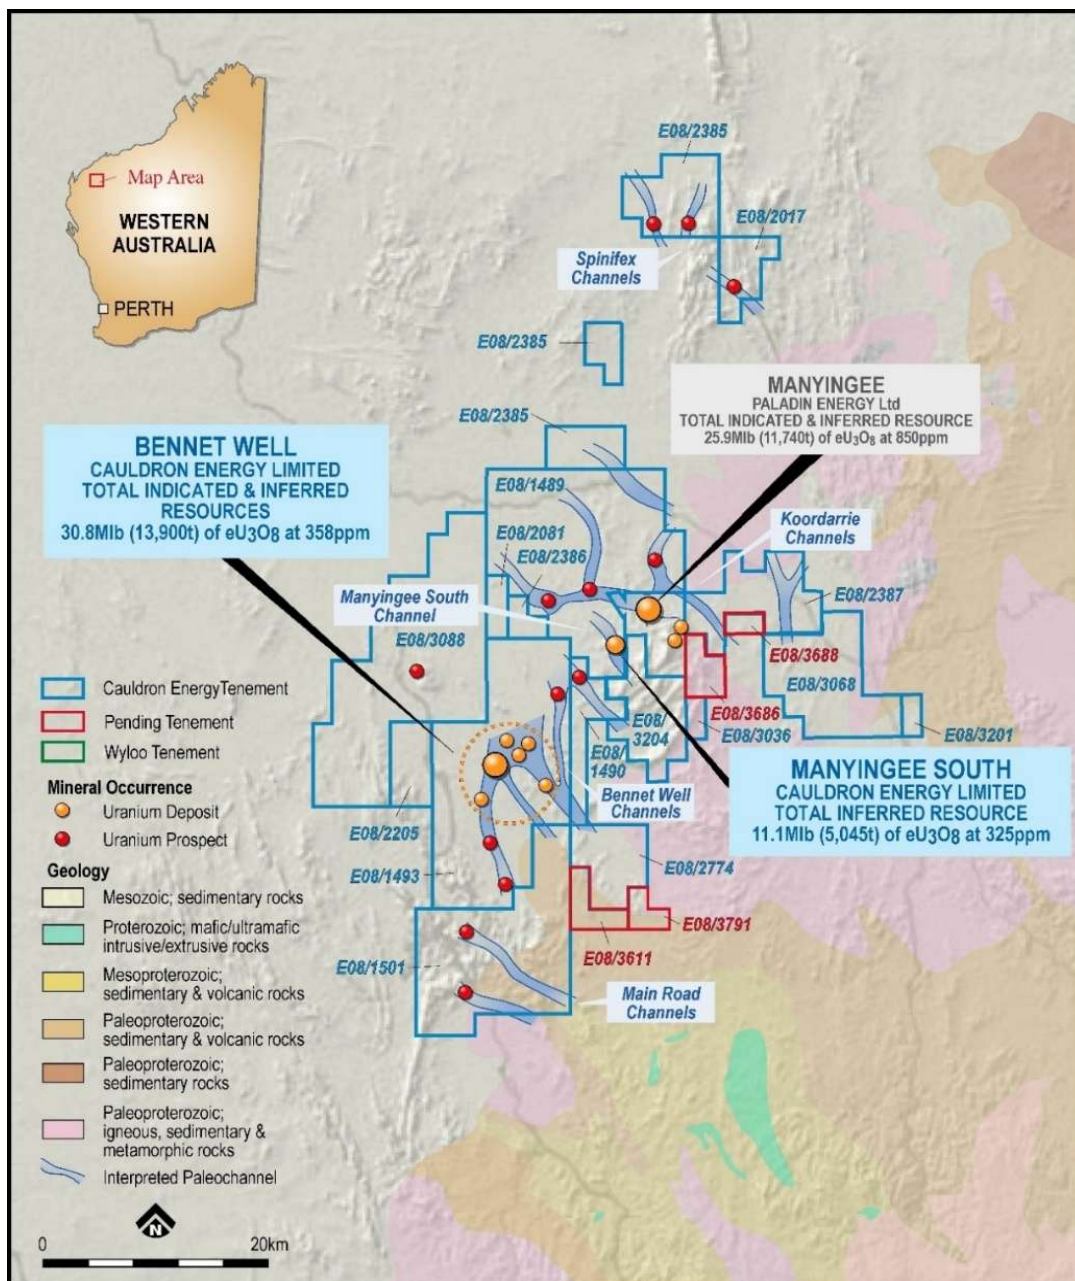 Map Area
WESTERN
AUSTRALIA
PERTH
E08/2385
E08/2017
Spinifex
Channels
E08/2385
MANYINGEE
PALADIN ENERGY Ltd
TOTAL INDICATED & INFERRED RESOURCE
25.9Mlb (11,740t) of eU3O8 at 850ppm
E08/2385
BENNET WELL
CAULDRON ENERGY LIMITED
TOTAL INDICATED & INFERRED
RESOURCES
30.8Mlb (13,900t) of eU3O8 at 358ppm
E08/1489
E08/2081
E08/2386
Koordarrie
Channels
Manyingee South
Channel
E08/2387
E08/3088
E08/3688
E08/3068
E08/3686
E08/3036
E08/3201
E08/
3204
E08/
1490
Bennet Well
Channels
MANYINGEE SOUTH
CAULDRON ENERGY LIMITED
TOTAL INFERRED RESOURCE
11.1Mlb (5,045t) of eU3O8 at 325ppm
E08/2205
E08/1493
E08/2774
E08/3791
E08/3611
E08/1501
Main Road
Channels
Cauldron EnergyTenement
Pending Tenement
Wyloo Tenement
Mineral Occurrence
Uranium Deposit
Uranium Prospect
Geology
Mesozoic; sedimentary rocks
Proterozoic; mafic/ultramafic
intrusive/extrusive rocks
Mesoproterozoic;
sedimentary & volcanic rocks
Paleoproterozoic;
sedimentary & volcanic rocks
Paleoproterozoic;
sedimentary rocks
Paleoproterozoic;
igneous, sedimentary &
metamorphic rocks
Interpreted Paleochannel
N
0 20km